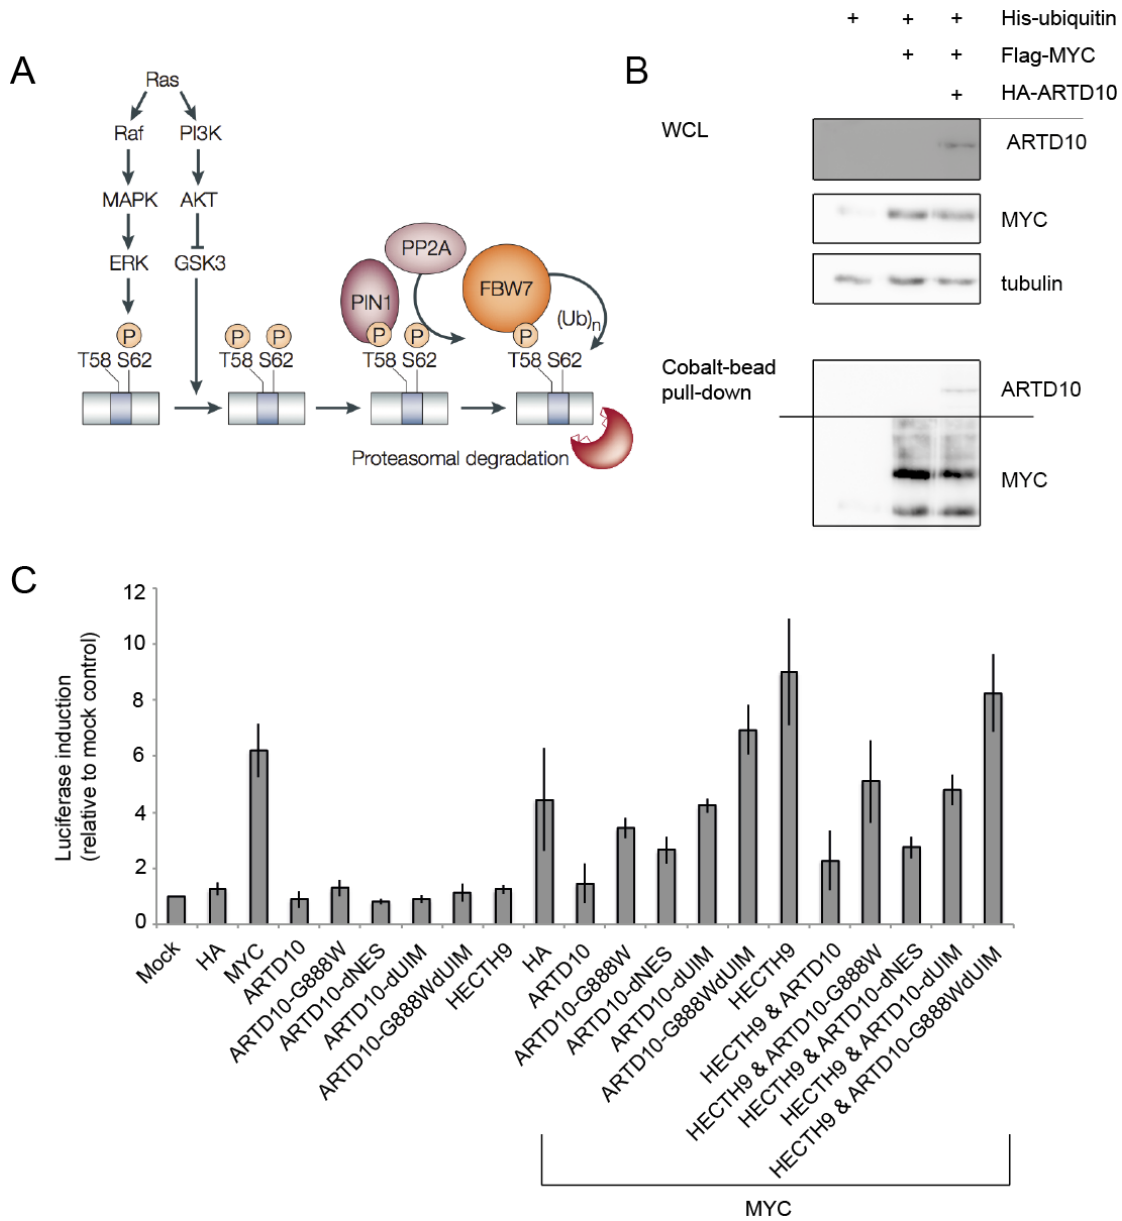 A
Ras
Raf PI3K
MAPK AKT
ERK GSK3
P
T58 S62
P P
T58 S62
PIN1
PP2A
P P
T58 S62
FBW7
(Ub)n
P
T58 S62
Proteasomal degradation
B
+ + + His-ubiquitin
+ + Flag-MYC
+ HA-ARTD10
WCL
ARTD10
MYC
tubulin
Cobalt-bead
pull-down
ARTD10
MYC
C
Luciferase induction
(relative to mock control)
12
10
8
6
4
2
0
Mock
HA
MYC
ARTD10
ARTD10-G888W
ARTD10-dNES
ARTD10-dUIM
ARTD10-G888WdUIM
HECTH9
HA
ARTD10
ARTD10-G888W
ARTD10-dNES
ARTD10-dUIM
ARTD10-G888WdUIM
HECTH9
HECTH9 & ARTD10
HECTH9 & ARTD10-G888W
HECTH9 & ARTD10-dNES
HECTH9 & ARTD10-dUIM
HECTH9 & ARTD10-G888WdUIM
MYC